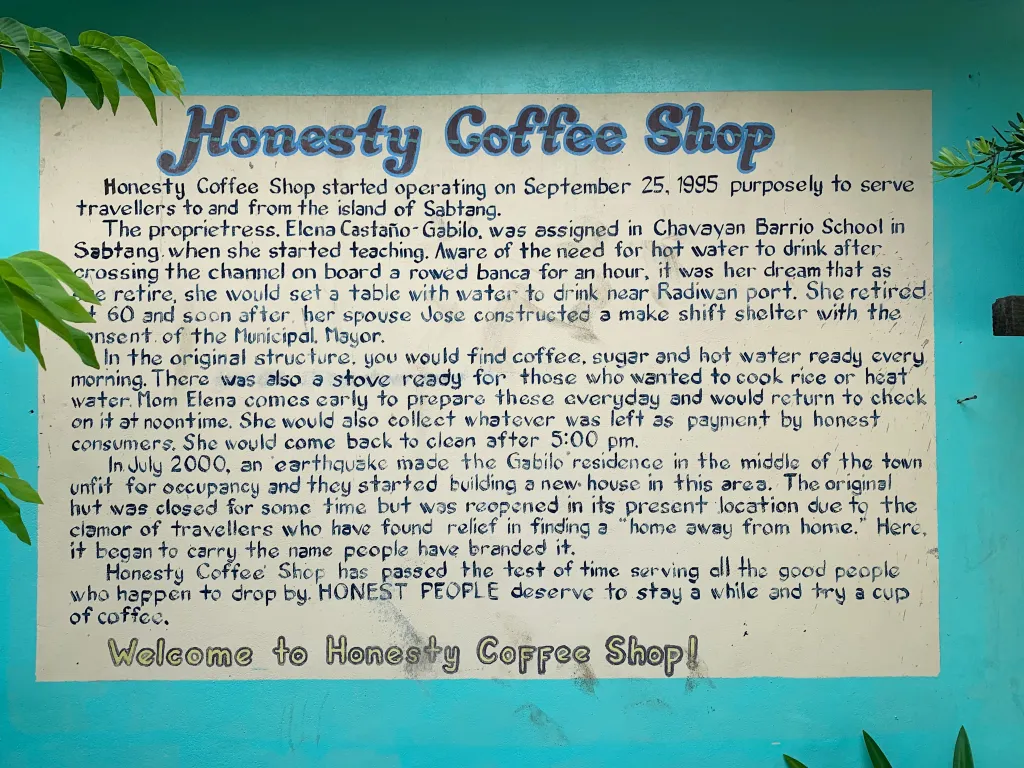 Honesty Coffee Shop
Honesty Coffee Shop started operating on September 25, 1995 purposely to serve
travellers to and from the island of Sabtang.
The proprietress, Elena Castaño-Gabilo, was assigned in Chavayan Barrio School in
Sabtang when she started teaching. Aware of the need for hot water to drink after
crossing the channel on board a rowed banca for an hour, it was her dream that as
retire, she would set a table with water to drink near Radiwan port. She retired
60 and soon after, her spouse Jose constructed a make shift shelter with the
consent of the Municipal Mayor.
In the original structure, you would find coffee, sugar and hot water ready every
morning. There was also a stove ready for those who wanted to cook rice or heat
water. Mom Elena comes early to prepare these everyday and would return to check
on it at noontime. She would also collect whatever was left as payment by honest
consumers. She would come back to clean after 5:00 pm.
In July 2000, an earthquake made the Gabilo residence in the middle of the town
unfit for occupancy and they started building a new house in this area. The original
hut was closed for some time but was reopened in its present location due to the
clamor of travellers who have found relief in finding a "home away from home." Here,
it began to carry the name people have branded it.
Honesty Coffee Shop has passed the test of time serving all the good people
who happen to drop by. HONEST PEOPLE deserve to stay a while and try a cup
of coffee.
Welcome to Honesty Coffee Shop!